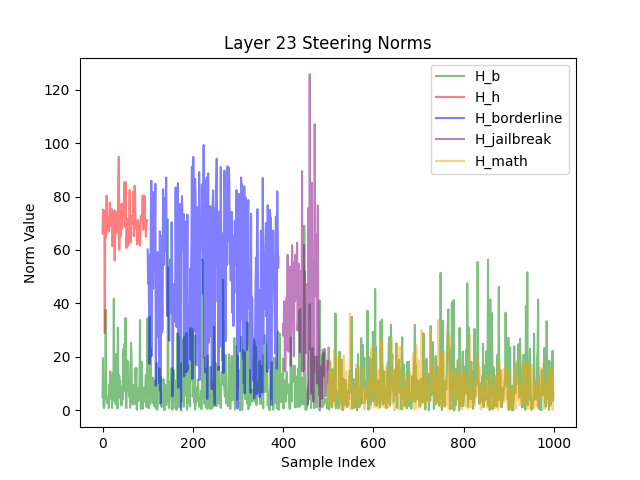 Layer 23 Steering Norms
H_b
H_h
H_borderline
H_jailbreak
H_math
Norm Value
120
100
80
60
40
20
0
0 200 400 600 800 1000
Sample Index